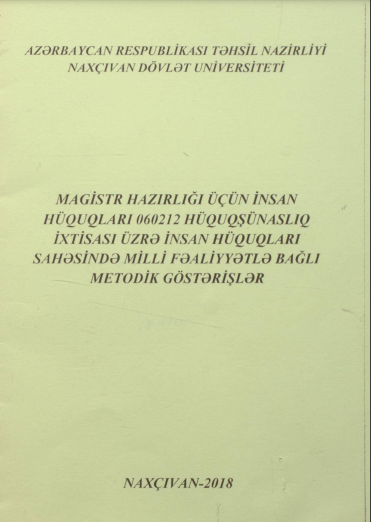 AZƏRBAYCAN RESPUBLİKASI TƏHSİL NAZİRLİYİ
NAXÇIVAN DÖVLƏT UNİVERSİTETİ
MAGİSTR HAZIRLIĞI ÜÇÜN İNSAN
HÜQUQLARI 060212 HÜQUQŞÜNASLIQ
İXTİSASI ÜZRƏ İNSAN HÜQUQLARI
SAHƏSİNDƏ MİLLİ FƏALİYYƏTLƏ BAĞLI
METODİK GÖSTƏRİŞLƏR
NAXÇIVAN-2018